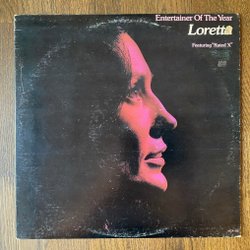 Entertainer Of The Year
Loretta
Featuring "Rated X"